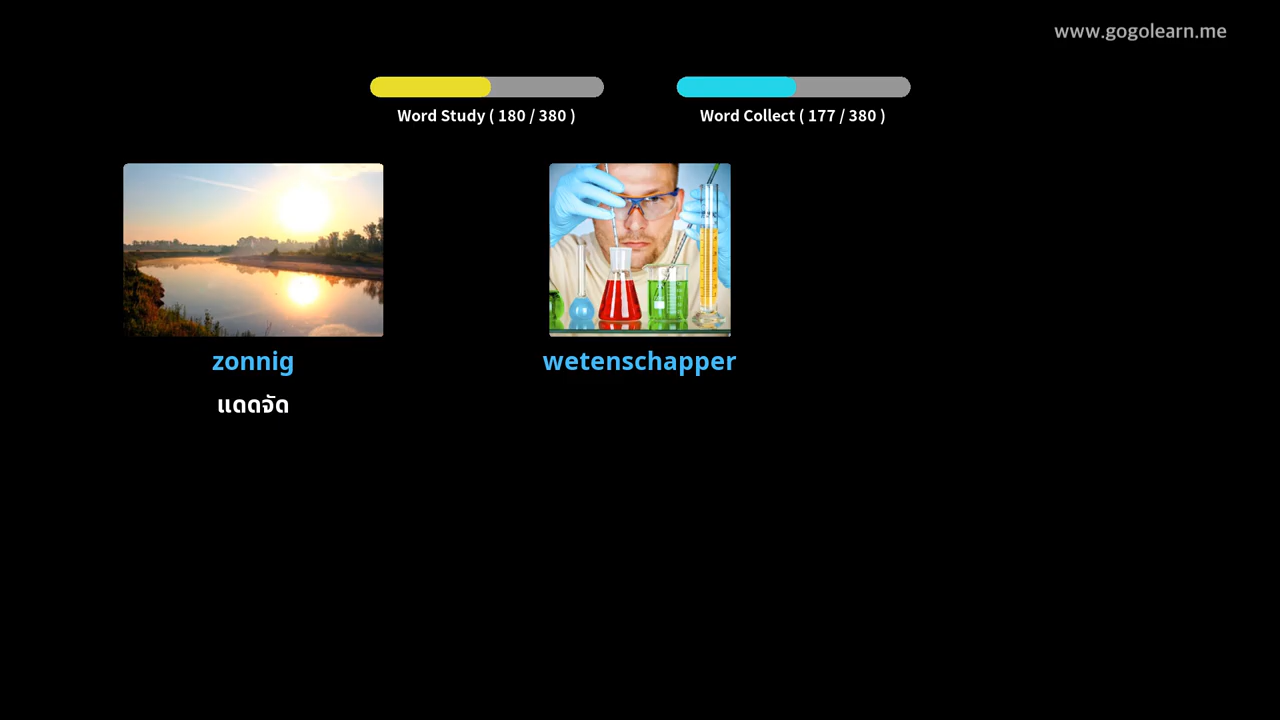 www.gogolearn.me
Word Study ( 180 / 380 )
Word Collect ( 177 / 380 )
zonnig
wetenschapper
แดดจัด